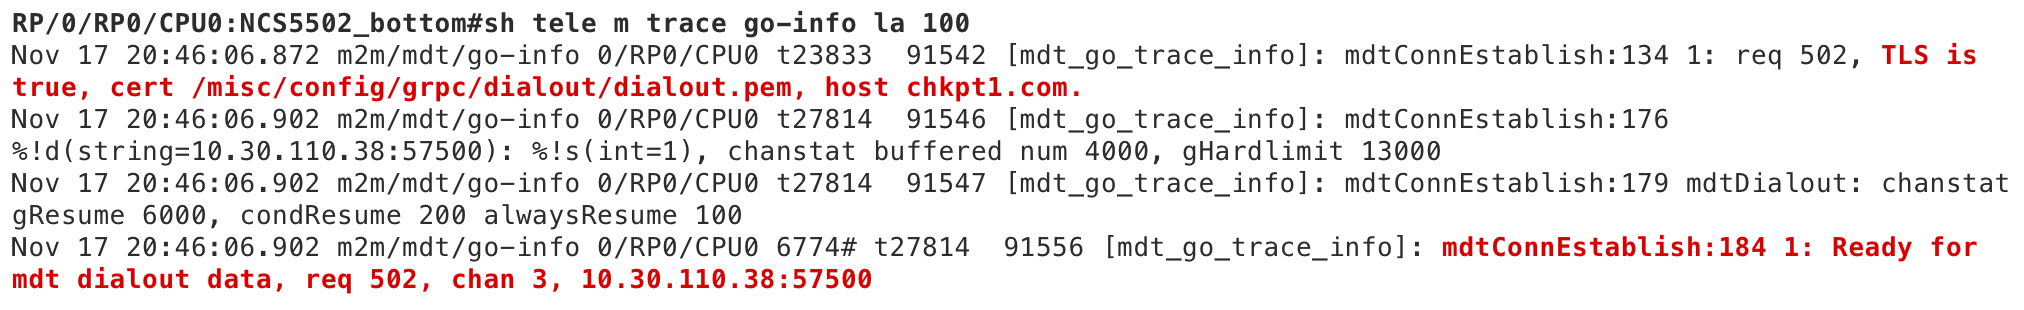 RP/0/RP0/CPU0:NCS5502_bottom#sh tele m trace go-info la 100
Nov 17 20:46:06.872 m2m/mdt/go-info 0/RP0/CPU0 t23833  91542 [mdt_go_trace_info]: mdtConnEstablish:134 1: req 502, TLS is
true, cert /misc/config/grpc/dialout/dialout.pem, host chkpt1.com.
Nov 17 20:46:06.902 m2m/mdt/go-info 0/RP0/CPU0 t27814  91546 [mdt_go_trace_info]: mdtConnEstablish:176
%!d(string=10.30.110.38:57500): %!s(int=1), chanstat buffered num 4000, gHardlimit 13000
Nov 17 20:46:06.902 m2m/mdt/go-info 0/RP0/CPU0 t27814  91547 [mdt_go_trace_info]: mdtConnEstablish:179 mdtDialout: chanstat
gResume 6000, condResume 200 alwaysResume 100
Nov 17 20:46:06.902 m2m/mdt/go-info 0/RP0/CPU0 6774# t27814  91556 [mdt_go_trace_info]: mdtConnEstablish:184 1: Ready for
mdt dialout data, req 502, chan 3, 10.30.110.38:57500